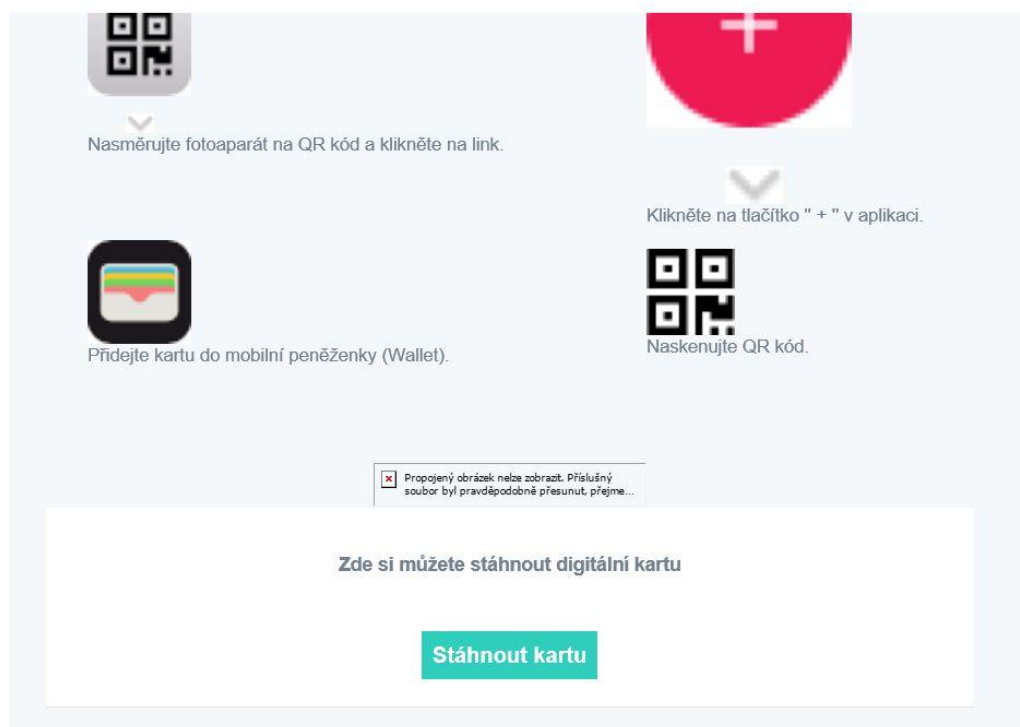 Nasměrujte fotoaparát na QR kód a klikněte na link.
Přidejte kartu do mobilní peněženky (Wallet).
+
Klikněte na tlačítko " + " v aplikaci.
Naskenujte QR kód.
Propojený obrázek nelze zobrazit. Příslušný
soubor byl pravděpodobně přesunut, přejme...
Zde si můžete stáhnout digitální kartu
Stáhnout kartu